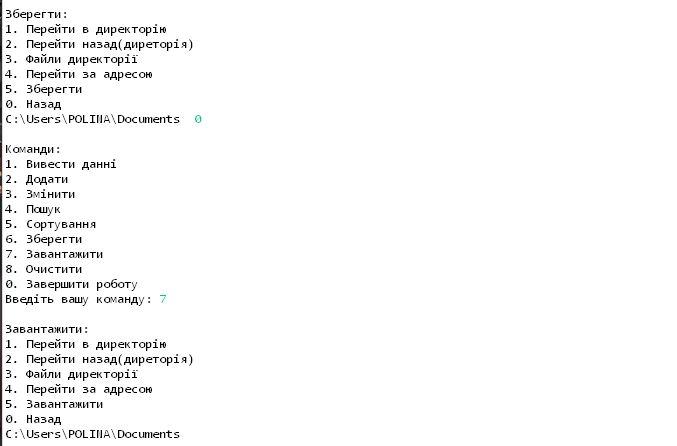 Зберегти:
1. Перейти в директорію
2. Перейти назад(диреторія)
3. Файли директорії
4. Перейти за адресою
5. Зберегти
0. Назад
C:\Users\POLINA\Documents  0
Команди:
1. Вивести данні
2. Додати
3. Змінити
4. Пошук
5. Сортування
6. Зберегти
7. Завантажити
8. Очистити
0. Завершити роботу
Введіть вашу команду: 7
Завантажити:
1. Перейти в директорію
2. Перейти назад(диреторія)
3. Файли директорії
4. Перейти за адресою
5. Завантажити
0. Назад
C:\Users\POLINA\Documents